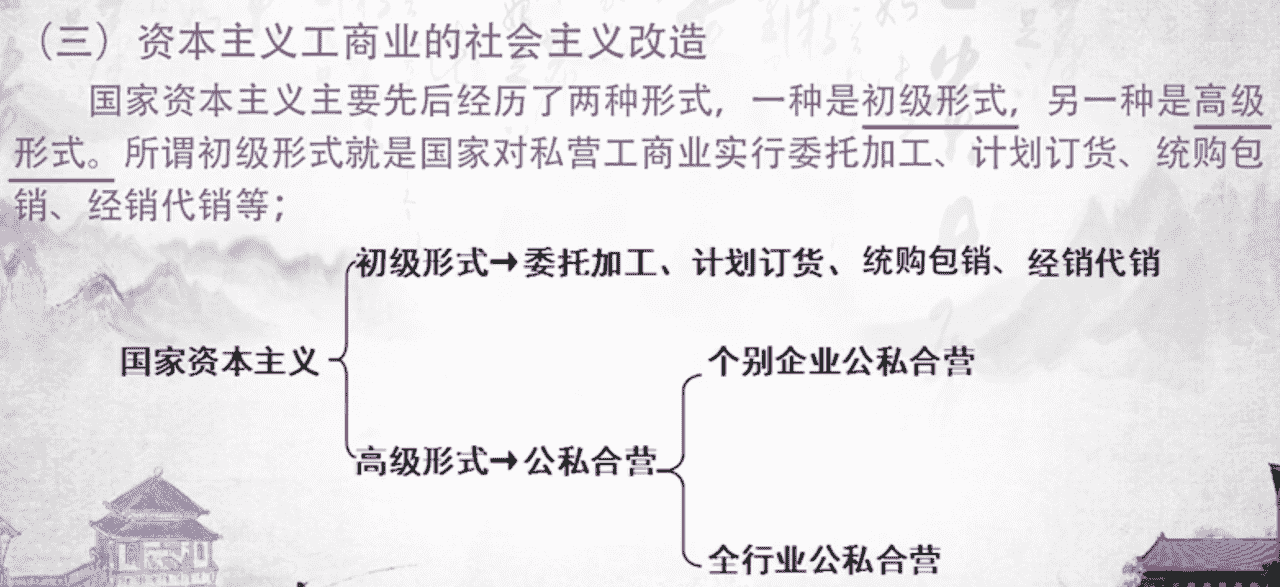 （三）资本主义工商业的社会主义改造
国家资本主义主要先后经历了两种形式，一种是初级形式，另一种是高级
形式。所谓初级形式就是国家对私营工商业实行委托加工、计划订货、统购包
销、经销代销等；
初级形式→委托加工、计划订货、统购包销、经销代销
国家资本主义
个别企业公私合营
高级形式→公私合营
全行业公私合营